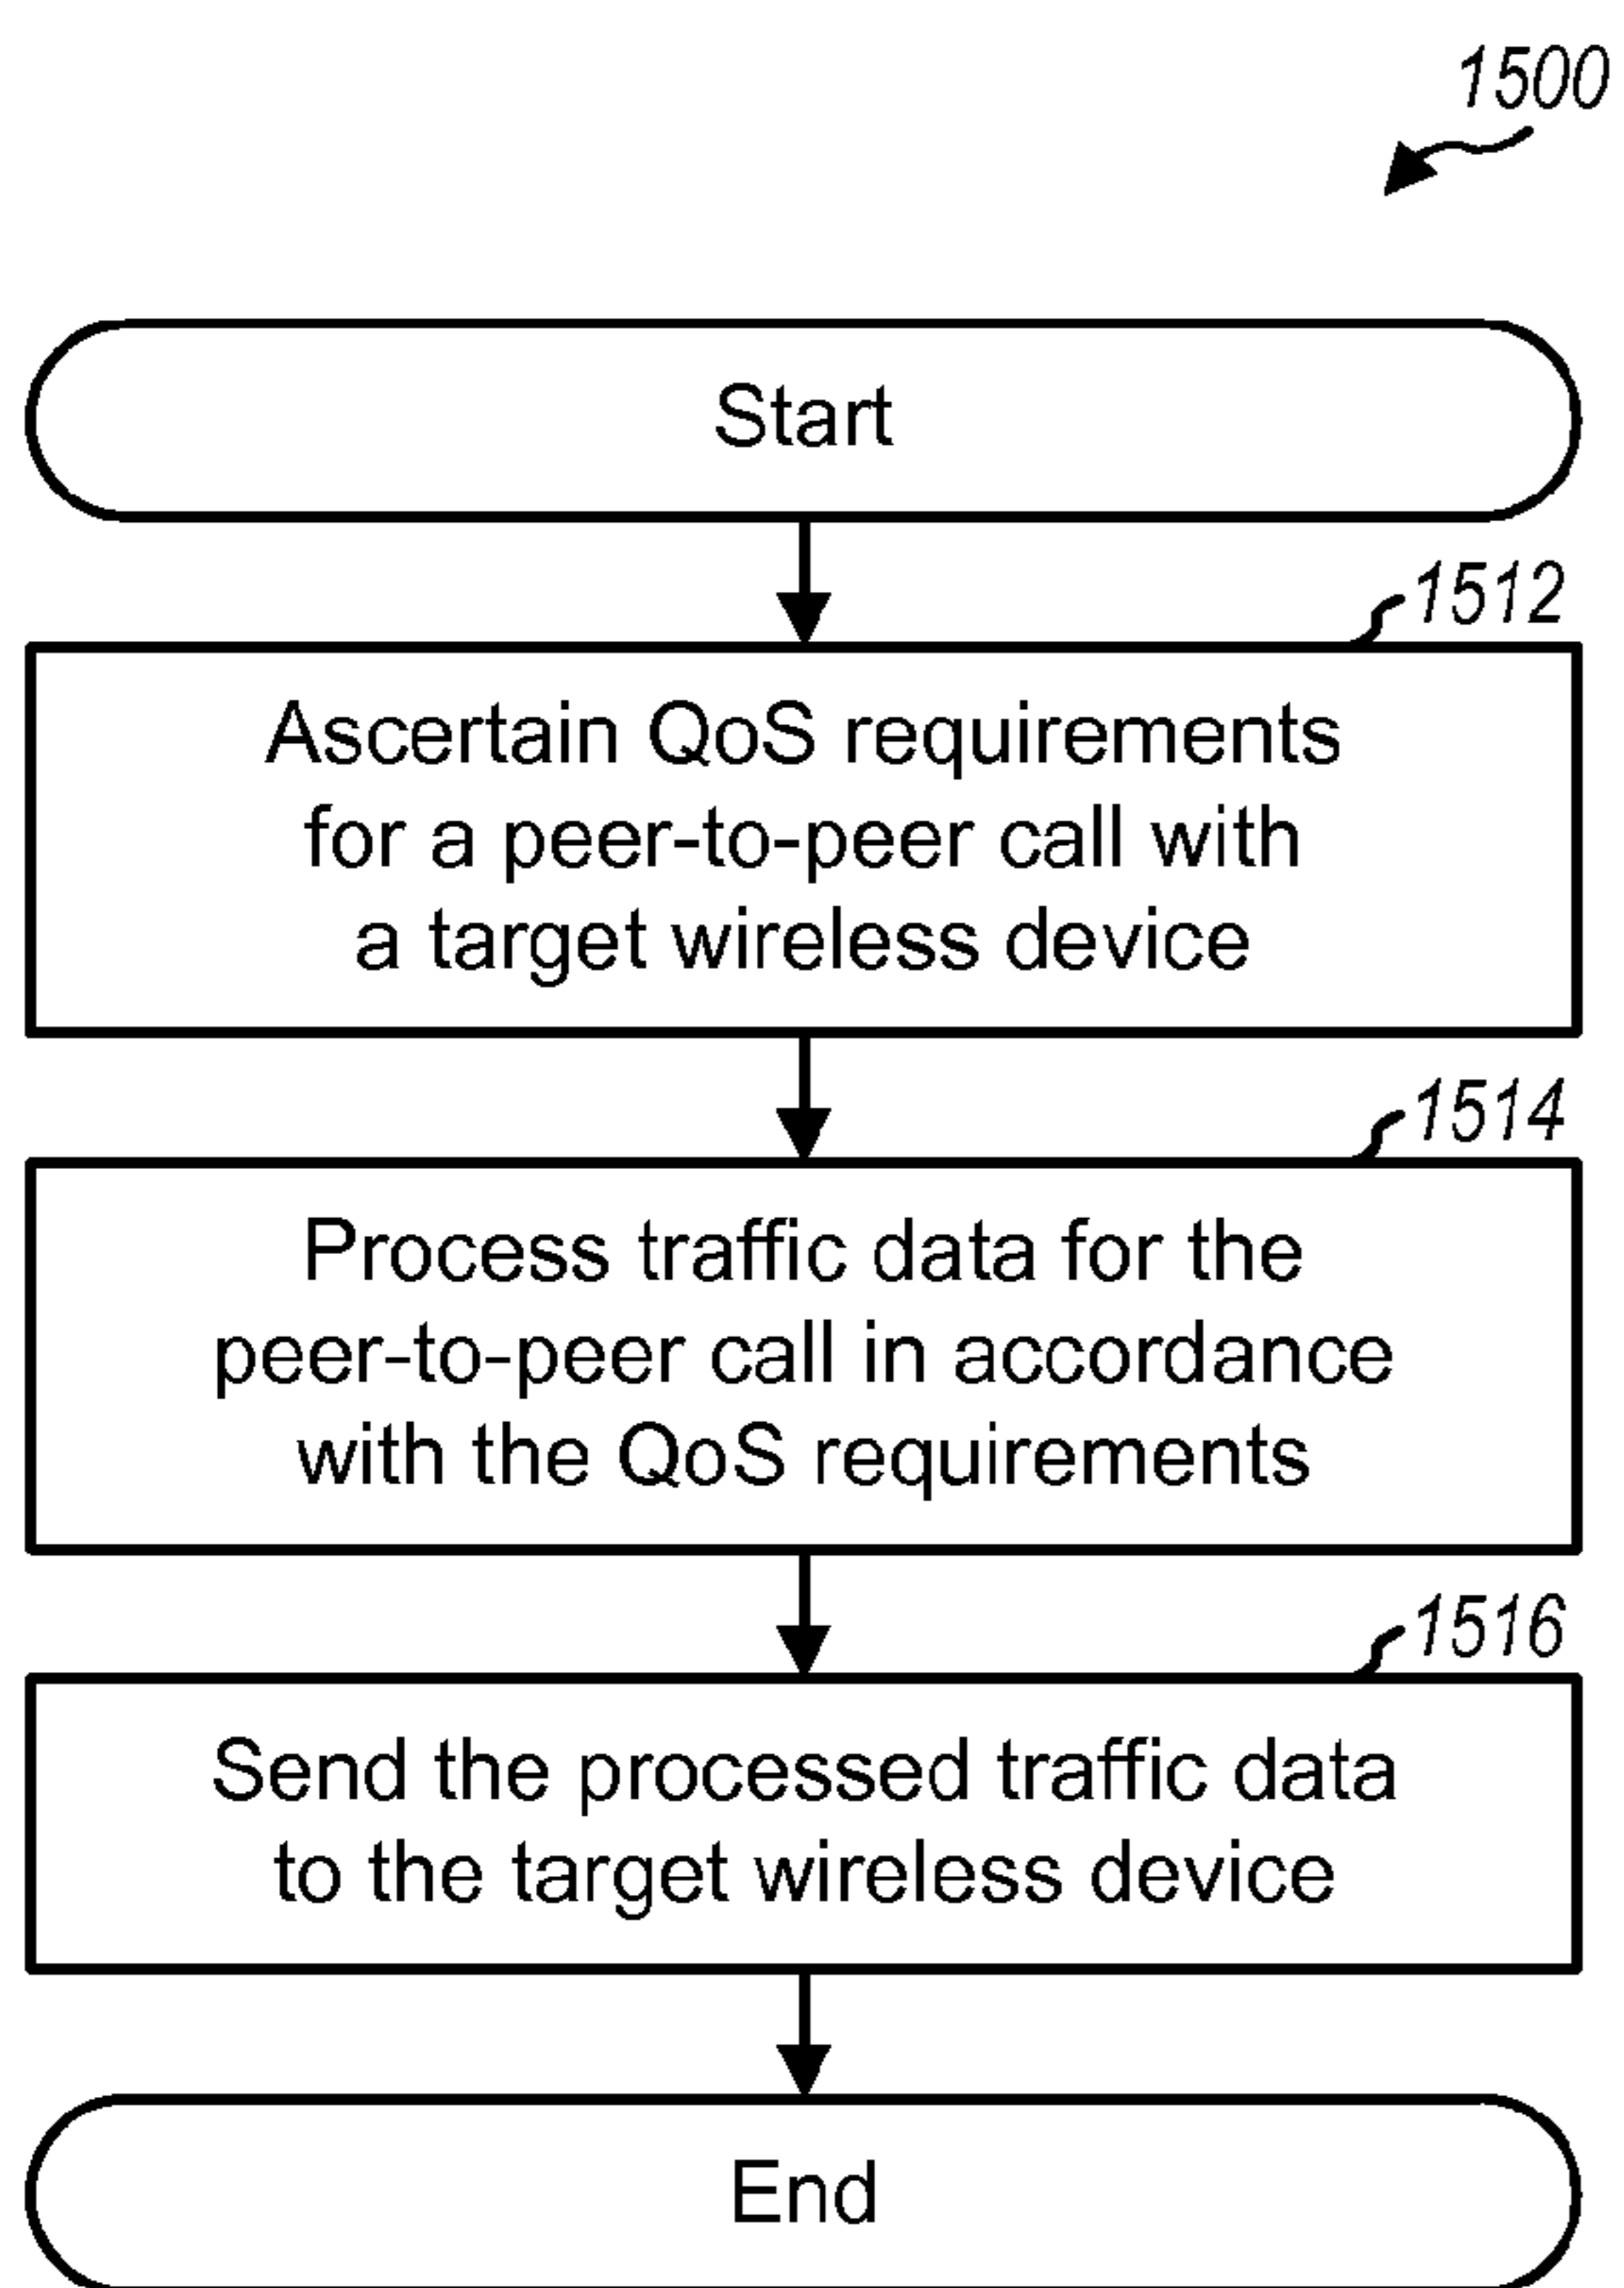 1500
Start
1512
Ascertain QoS requirements
for a peer-to-peer call with
a target wireless device
1514
Process traffic data for the
peer-to-peer call in accordance
with the QoS requirements
1516
Send the processed traffic data
to the target wireless device
End